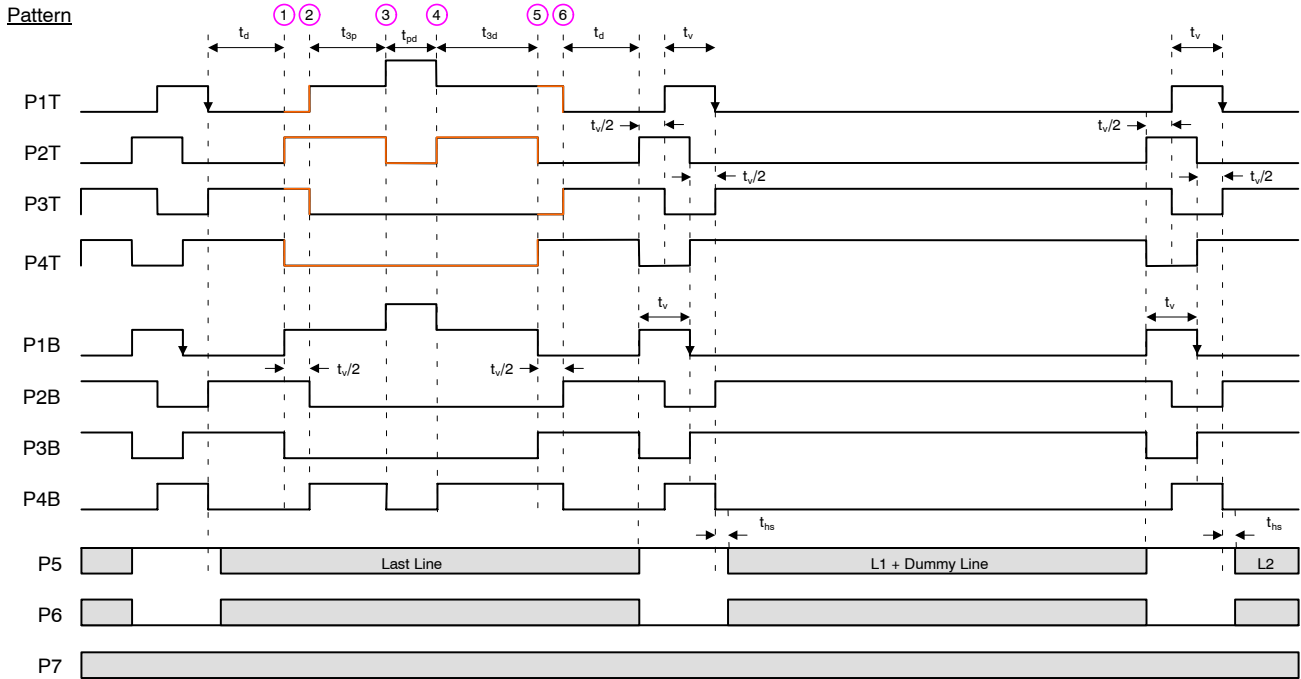 Pattern
1 2 3 4 5 6
td t3p tpd t3d td tv tv
P1T
tv/2 tv/2
P2T
tv/2 tv/2
P3T
P4T
tv tv
P1B
tv/2 tv/2
P2B
P3B
P4B
ths ths
P5 Last Line L1 + Dummy Line L2
P6
P7